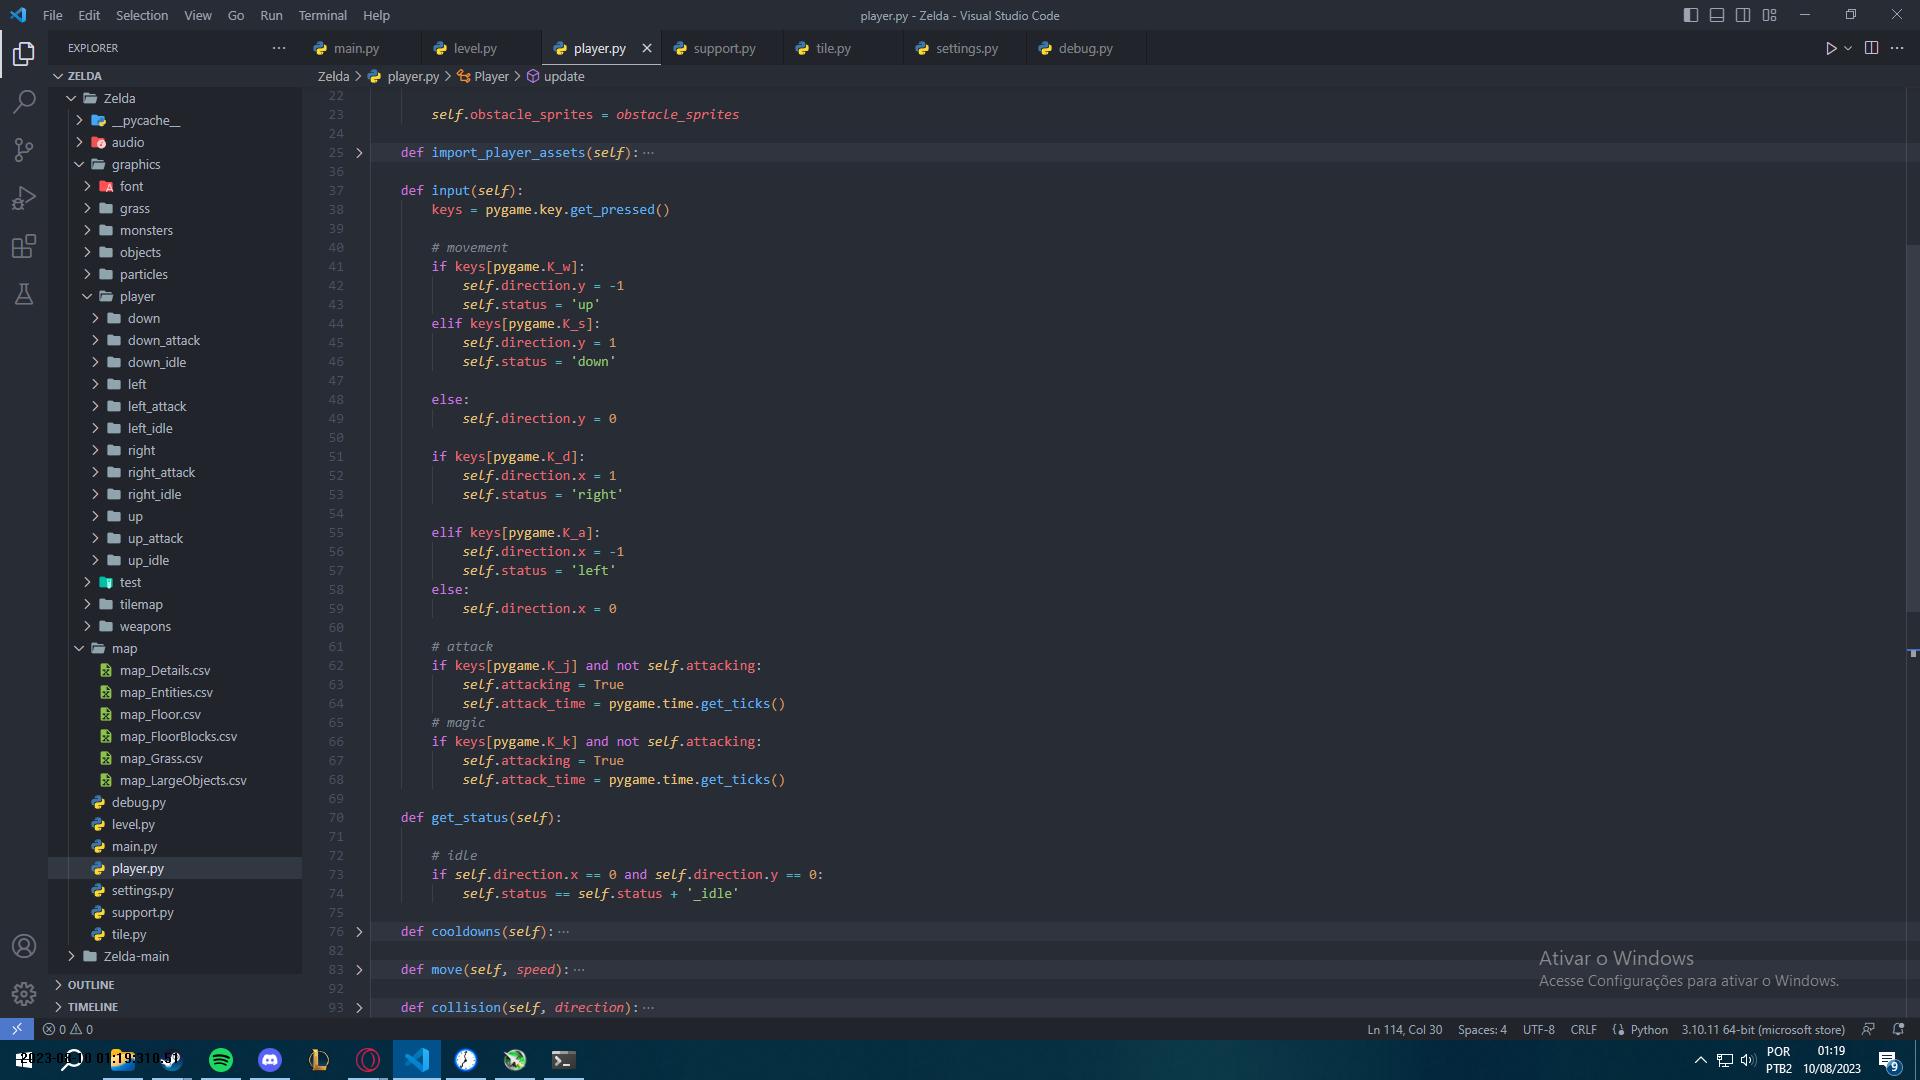 File Edit Selection View Go Run Terminal Help
player.py - Zelda - Visual Studio Code
EXPLORER
main.py level.py player.py support.py tile.py settings.py debug.py
ZELDA
Zelda > player.py > Player > update
Zelda
__pycache__
audio
graphics
font
grass
monsters
objects
particles
player
down
down_attack
down_idle
left
left_attack
left_idle
right
right_attack
right_idle
up
up_attack
up_idle
test
tilemap
weapons
map
map_Details.csv
map_Entities.csv
map_Floor.csv
map_FloorBlocks.csv
map_Grass.csv
map_LargeObjects.csv
debug.py
level.py
main.py
player.py
settings.py
support.py
tile.py
Zelda-main
OUTLINE
TIMELINE
22
23 self.obstacle_sprites = obstacle_sprites
24
25 def import_player_assets(self): ···
36
37 def input(self):
38 keys = pygame.key.get_pressed()
39
40 # movement
41 if keys[pygame.K_w]:
42 self.direction.y = -1
43 self.status = 'up'
44 elif keys[pygame.K_s]:
45 self.direction.y = 1
46 self.status = 'down'
47
48 else:
49 self.direction.y = 0
50
51 if keys[pygame.K_d]:
52 self.direction.x = 1
53 self.status = 'right'
54
55 elif keys[pygame.K_a]:
56 self.direction.x = -1
57 self.status = 'left'
58 else:
59 self.direction.x = 0
60
61 # attack
62 if keys[pygame.K_j] and not self.attacking:
63 self.attacking = True
64 self.attack_time = pygame.time.get_ticks()
65 # magic
66 if keys[pygame.K_k] and not self.attacking:
67 self.attacking = True
68 self.attack_time = pygame.time.get_ticks()
69
70 def get_status(self):
71
72 # idle
73 if self.direction.x == 0 and self.direction.y == 0:
74 self.status == self.status + '_idle'
75
76 def cooldowns(self): ···
82
83 def move(self, speed): ···
92
93 def collision(self, direction): ···
Ativar o Windows
Acesse Configurações para ativar o Windows.
0 0
Ln 114, Col 30 Spaces: 4 UTF-8 CRLF Python 3.10.11 64-bit (microsoft store)
POR
PTB2
01:19
10/08/2023
9